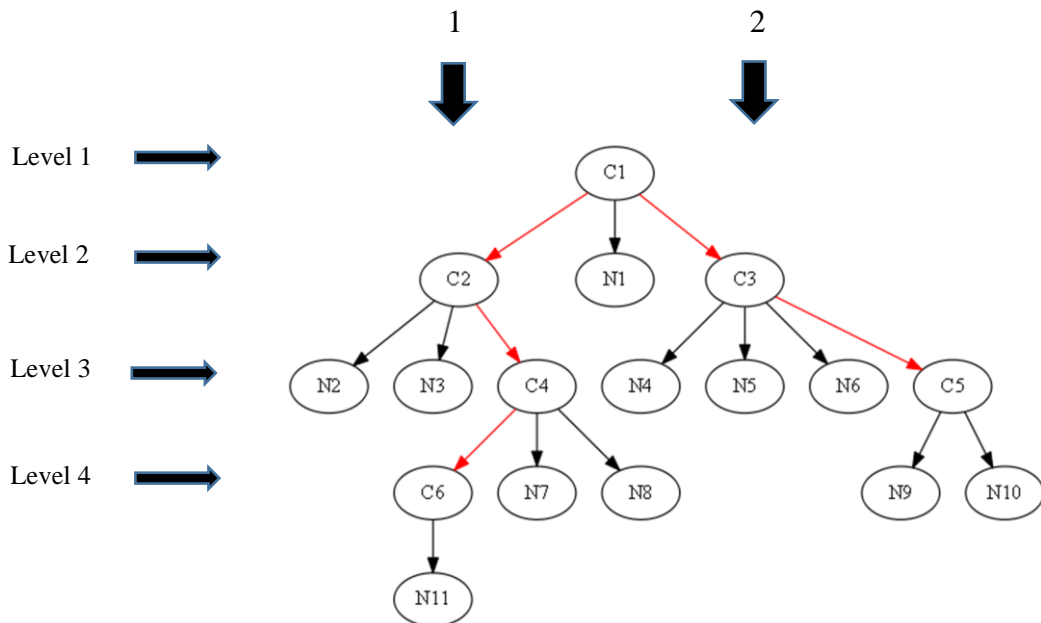 1 2
Level 1
C1
Level 2
C2 N1 C3
Level 3
N2 N3 C4 N4 N5 N6 C5
Level 4
C6 N7 N8 N9 N10
N11